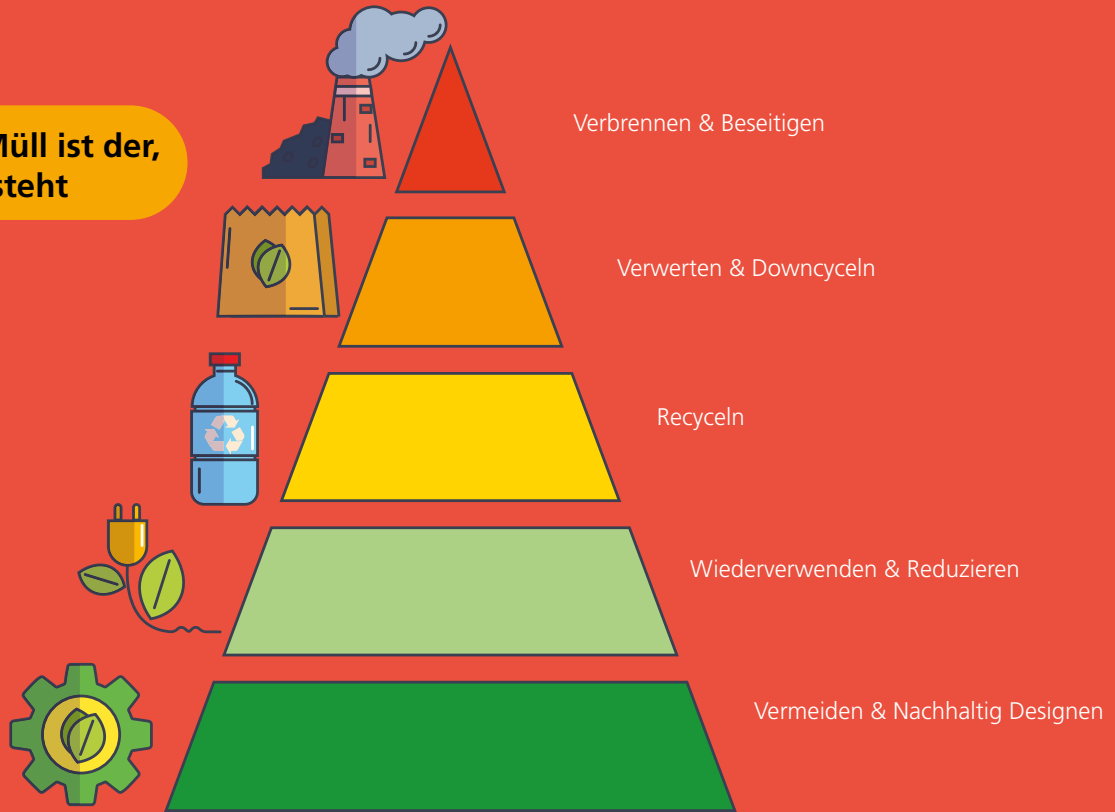 Müll ist der,
steht
Verbrennen & Beseitigen
Verwerten & Downcyceln
Recyceln
Wiederverwenden & Reduzieren
Vermeiden & Nachhaltig Designen